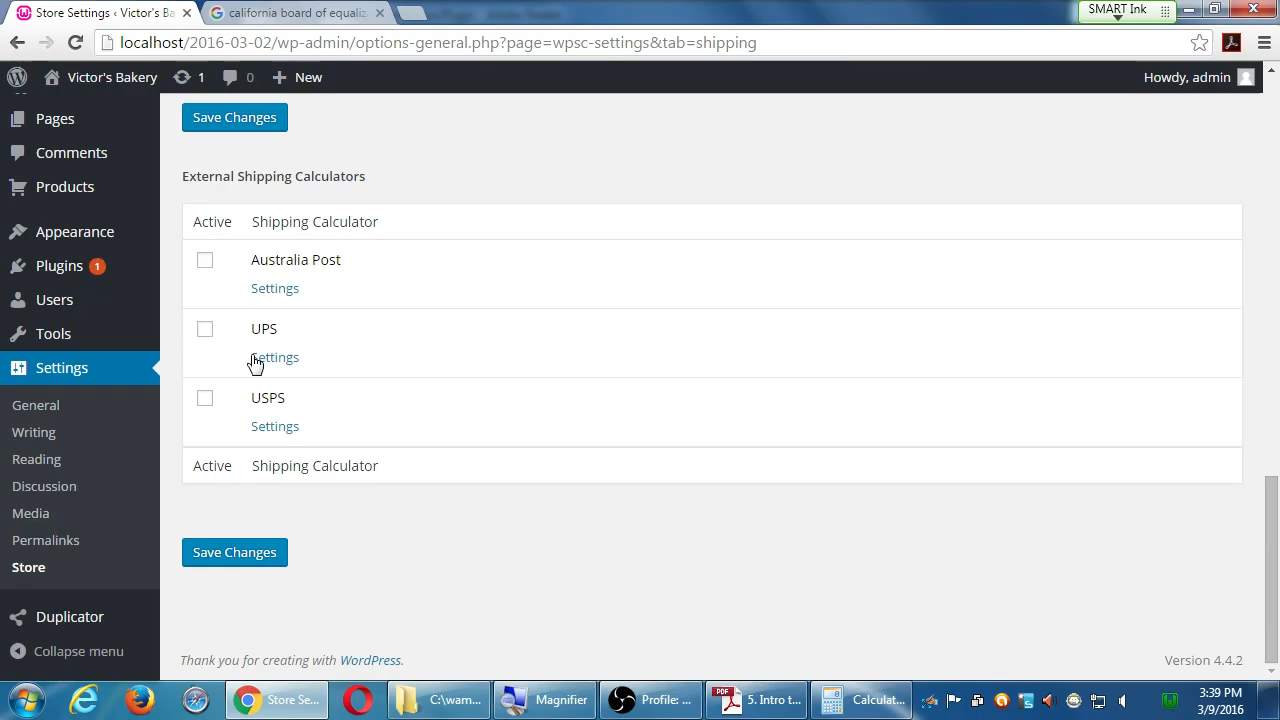 Store Settings ‹ Victor's Ba
california board of equaliz
SMART Ink
localhost/2016-03-02/wp-admin/options-general.php?page=wpsc-settings&tab=shipping
Victor's Bakery
1
0
New
Howdy, admin
Pages
Comments
Products
Appearance
Plugins 1
Users
Tools
Settings
General
Writing
Reading
Discussion
Media
Permalinks
Store
Duplicator
Collapse menu
Save Changes
External Shipping Calculators
Active Shipping Calculator
Australia Post
Settings
UPS
Settings
USPS
Settings
Active Shipping Calculator
Save Changes
Thank you for creating with WordPress.
Version 4.4.2
Store Se...
C:\wam...
Magnifier
Profile: ...
PDF
5. Intro t...
Calculat...
3:39 PM
3/9/2016